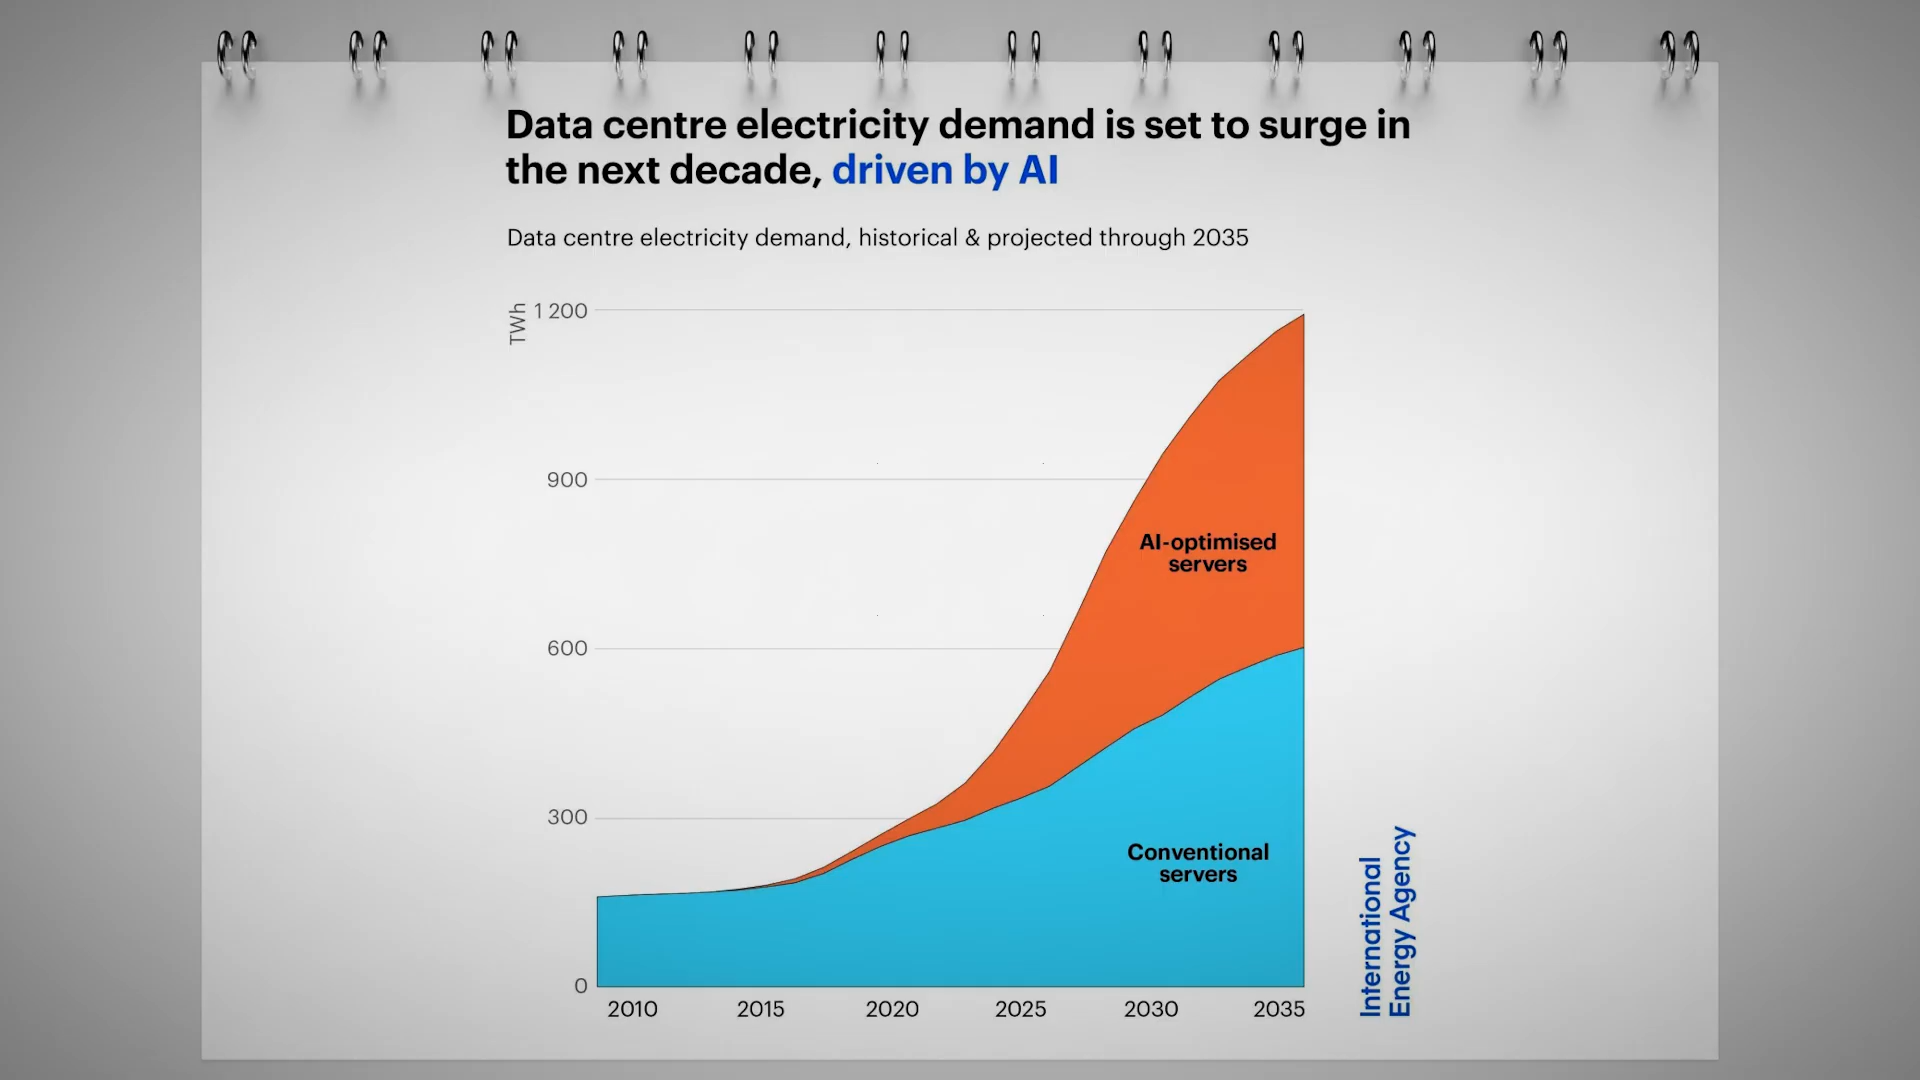 Data centre electricity demand is set to surge in
the next decade, driven by AI
Data centre electricity demand, historical & projected through 2035
TWh
1 200
900
600
300
0
AI-optimised
servers
Conventional
servers
2010
2015
2020
2025
2030
2035
International
Energy Agency